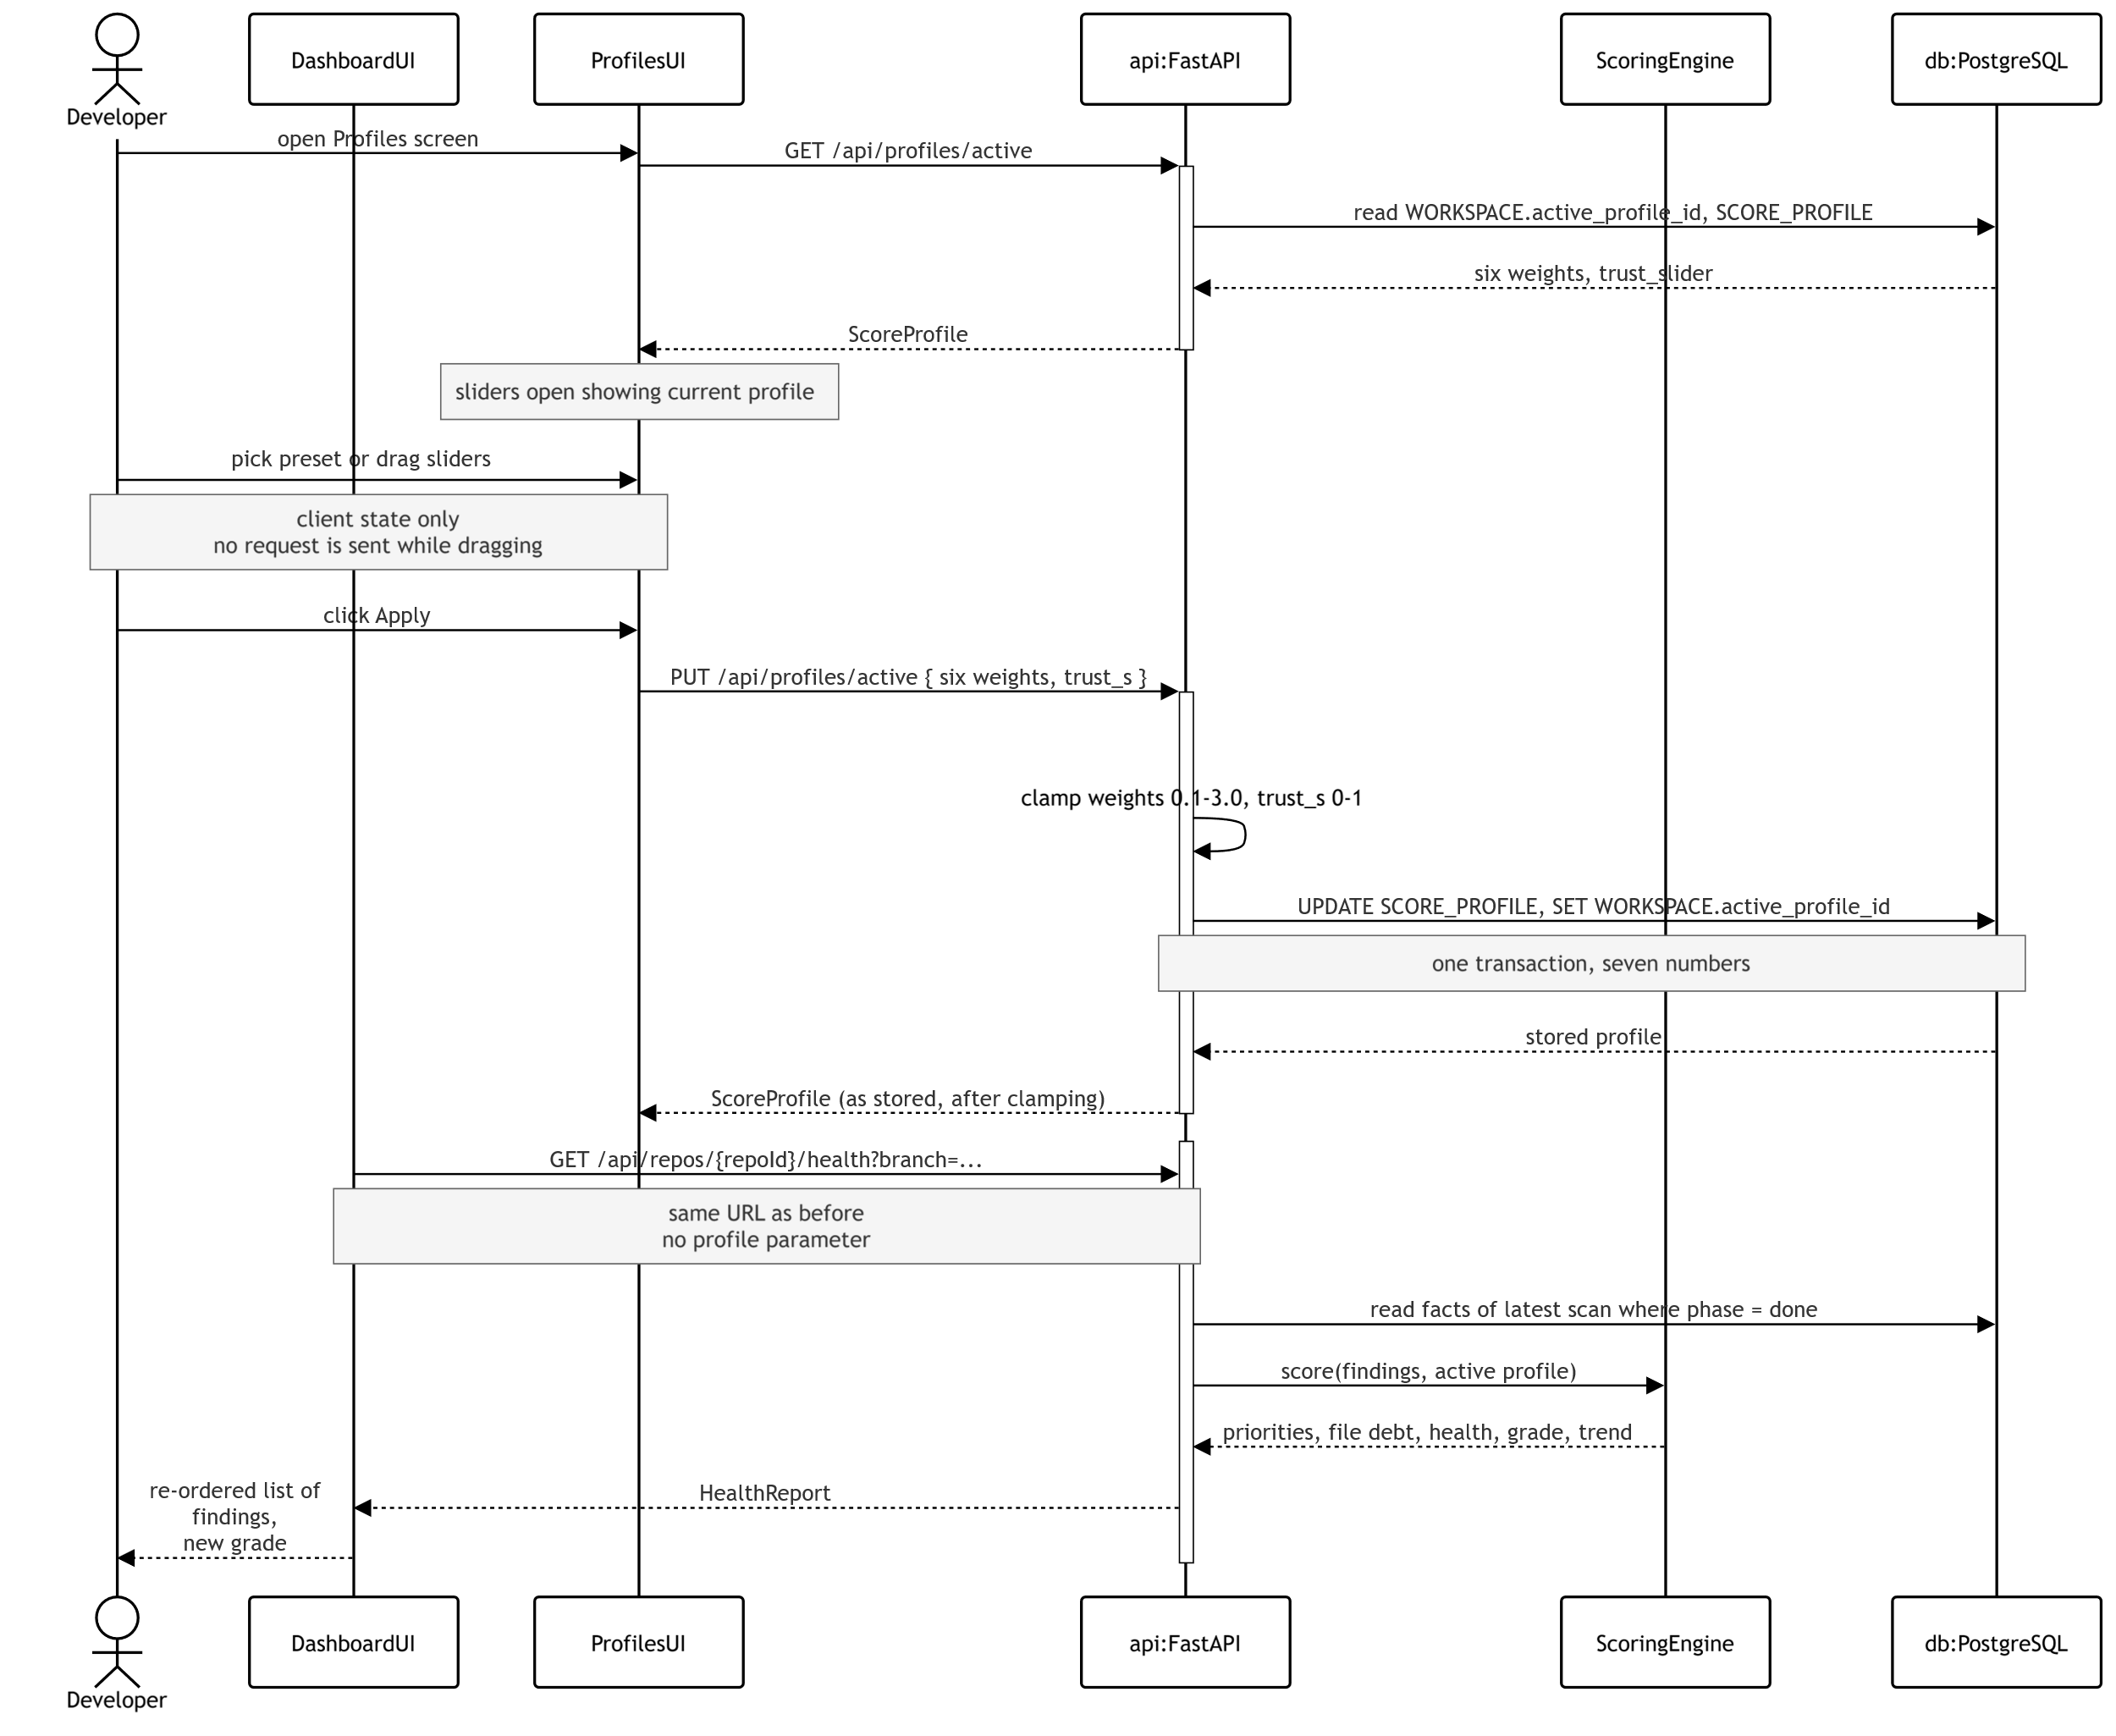 Developer
DashboardUI
ProfilesUI
api:FastAPI
ScoringEngine
db:PostgreSQL
open Profiles screen
GET /api/profiles/active
read WORKSPACE.active_profile_id, SCORE_PROFILE
six weights, trust_slider
ScoreProfile
sliders open showing current profile
pick preset or drag sliders
client state only
no request is sent while dragging
click Apply
PUT /api/profiles/active { six weights, trust_s }
clamp weights 0.1-3.0, trust_s 0-1
UPDATE SCORE_PROFILE, SET WORKSPACE.active_profile_id
one transaction, seven numbers
stored profile
ScoreProfile (as stored, after clamping)
GET /api/repos/{repoId}/health?branch=...
same URL as before
no profile parameter
read facts of latest scan where phase = done
score(findings, active profile)
priorities, file debt, health, grade, trend
HealthReport
re-ordered list of
findings,
new grade
Developer
DashboardUI
ProfilesUI
api:FastAPI
ScoringEngine
db:PostgreSQL